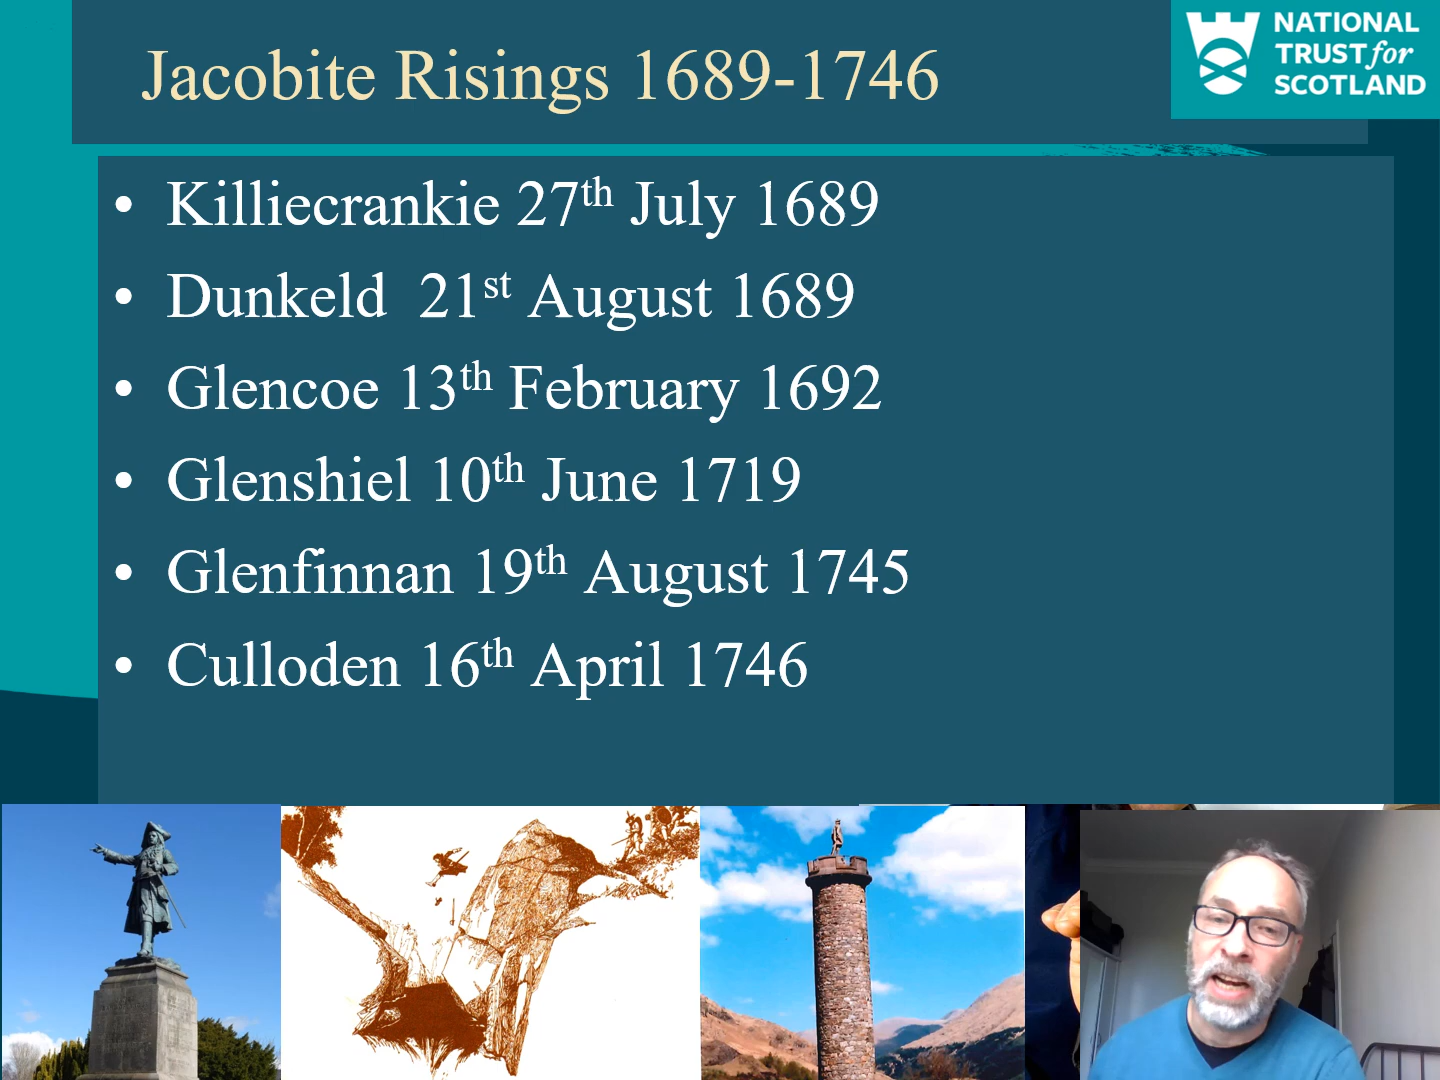 Jacobite Risings 1689-1746
NATIONAL
TRUST for
SCOTLAND
• Killiecrankie 27th July 1689
• Dunkeld 21st August 1689
• Glencoe 13th February 1692
• Glenshiel 10th June 1719
• Glenfinnan 19th August 1745
• Culloden 16th April 1746